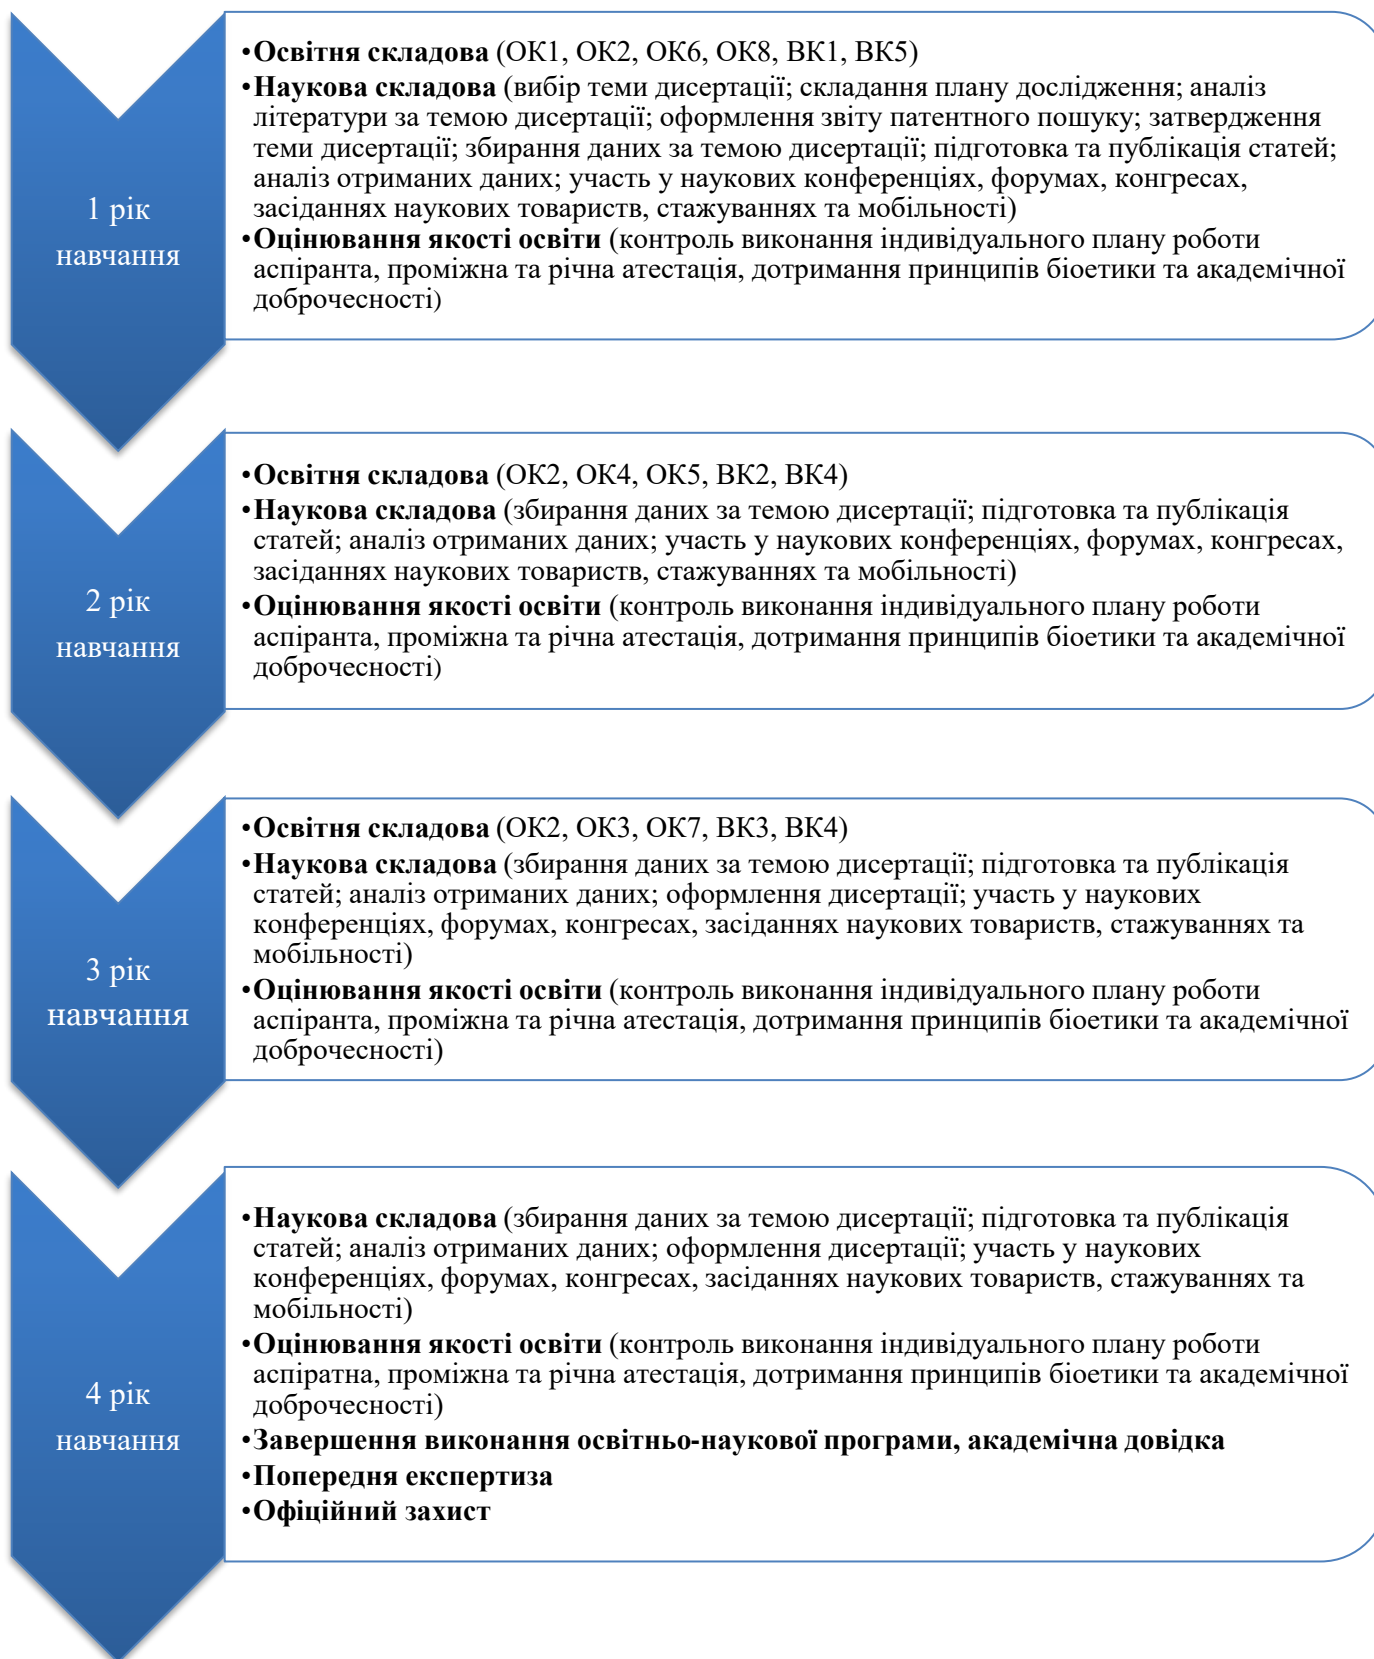 1 рік
навчання
•Освітня складова (ОК1, ОК2, ОК6, ОК8, ВК1, ВК5)
•Наукова складова (вибір теми дисертації; складання плану дослідження; аналіз
літератури за темою дисертації; оформлення звіту патентного пошуку; затвердження
теми дисертації; збирання даних за темою дисертації; підготовка та публікація статей;
аналіз отриманих даних; участь у наукових конференціях, форумах, конгресах,
засіданнях наукових товариств, стажуваннях та мобільності)
•Оцінювання якості освіти (контроль виконання індивідуального плану роботи
аспіранта, проміжна та річна атестація, дотримання принципів біоетики та академічної
доброчесності)
2 рік
навчання
•Освітня складова (ОК2, ОК4, ОК5, ВК2, ВК4)
•Наукова складова (збирання даних за темою дисертації; підготовка та публікація
статей; аналіз отриманих даних; участь у наукових конференціях, форумах, конгресах,
засіданнях наукових товариств, стажуваннях та мобільності)
•Оцінювання якості освіти (контроль виконання індивідуального плану роботи
аспіранта, проміжна та річна атестація, дотримання принципів біоетики та академічної
доброчесності)
3 рік
навчання
•Освітня складова (ОК2, ОК3, ОК7, ВК3, ВК4)
•Наукова складова (збирання даних за темою дисертації; підготовка та публікація
статей; аналіз отриманих даних; оформлення дисертації; участь у наукових
конференціях, форумах, конгресах, засіданнях наукових товариств, стажуваннях та
мобільності)
•Оцінювання якості освіти (контроль виконання індивідуального плану роботи
аспіранта, проміжна та річна атестація, дотримання принципів біоетики та академічної
доброчесності)
4 рік
навчання
•Наукова складова (збирання даних за темою дисертації; підготовка та публікація
статей; аналіз отриманих даних; оформлення дисертації; участь у наукових
конференціях, форумах, конгресах, засіданнях наукових товариств, стажуваннях та
мобільності)
•Оцінювання якості освіти (контроль виконання індивідуального плану роботи
аспіратна, проміжна та річна атестація, дотримання принципів біоетики та академічної
доброчесності)
•Завершення виконання освітньо-наукової програми, академічна довідка
•Попередня експертиза
•Офіційний захист